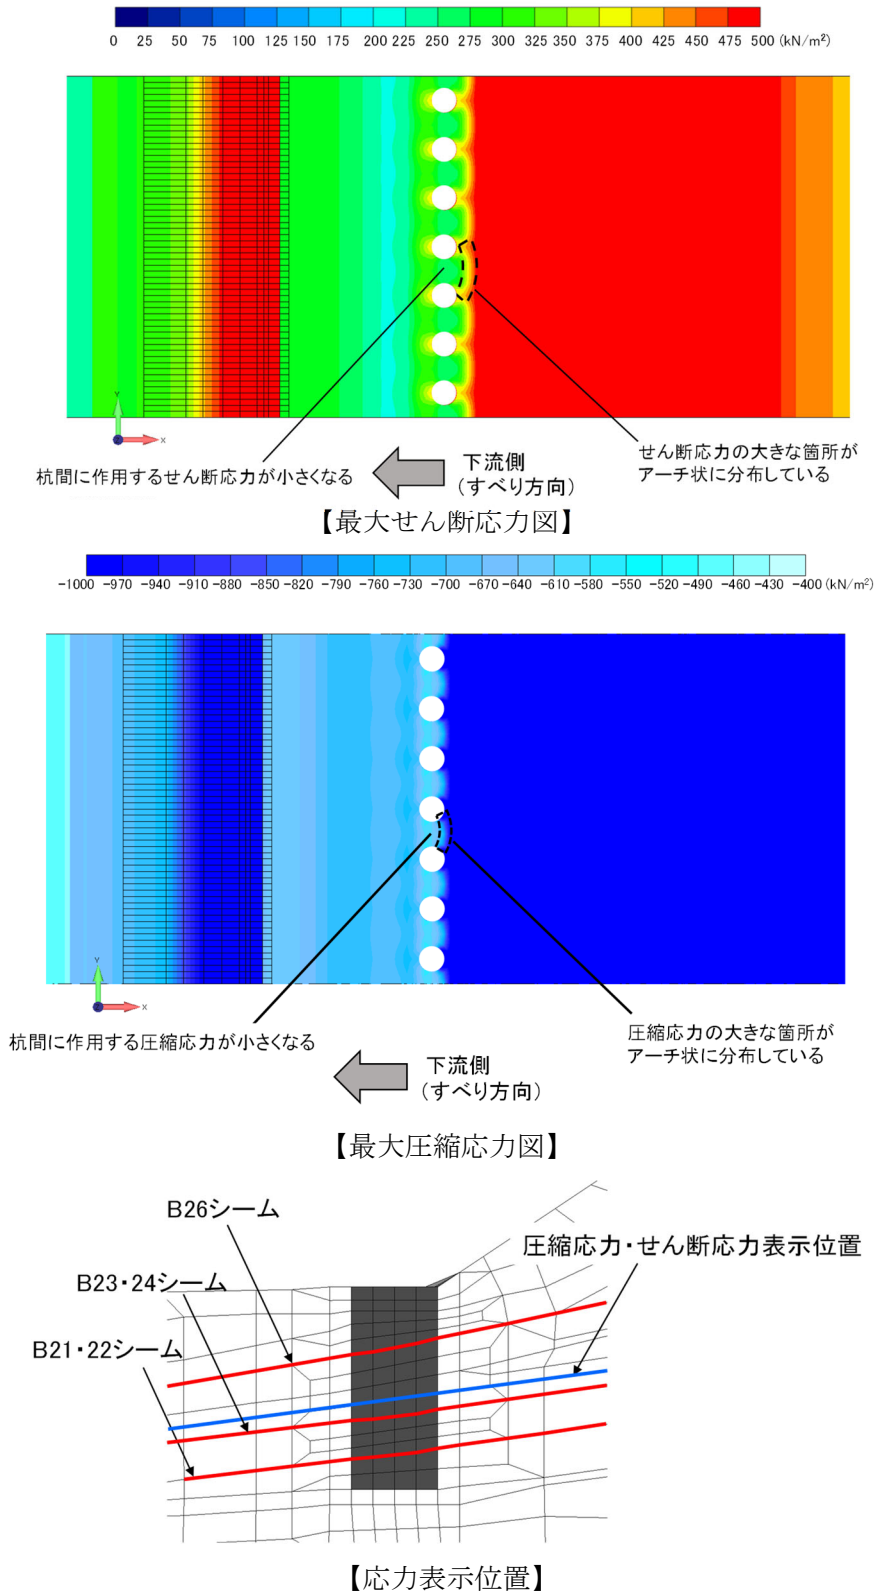 0 25 50 75 100 125 150 175 200 225 250 275 300 325 350 375 400 425 450 475 500 (kN/m²)
Y
Z
X
杭間に作用するせん断応力が小さくなる
下流側
(すべり方向)
せん断応力の大きな箇所が
アーチ状に分布している
【最大せん断応力図】
-1000 -970 -940 -910 -880 -850 -820 -790 -760 -730 -700 -670 -640 -610 -580 -550 -520 -490 -460 -430 -400 (kN/m²)
Y
Z
X
杭間に作用する圧縮応力が小さくなる
下流側
(すべり方向)
圧縮応力の大きな箇所が
アーチ状に分布している
【最大圧縮応力図】
B26シーム
圧縮応力・せん断応力表示位置
B23・24シーム
B21・22シーム
【応力表示位置】